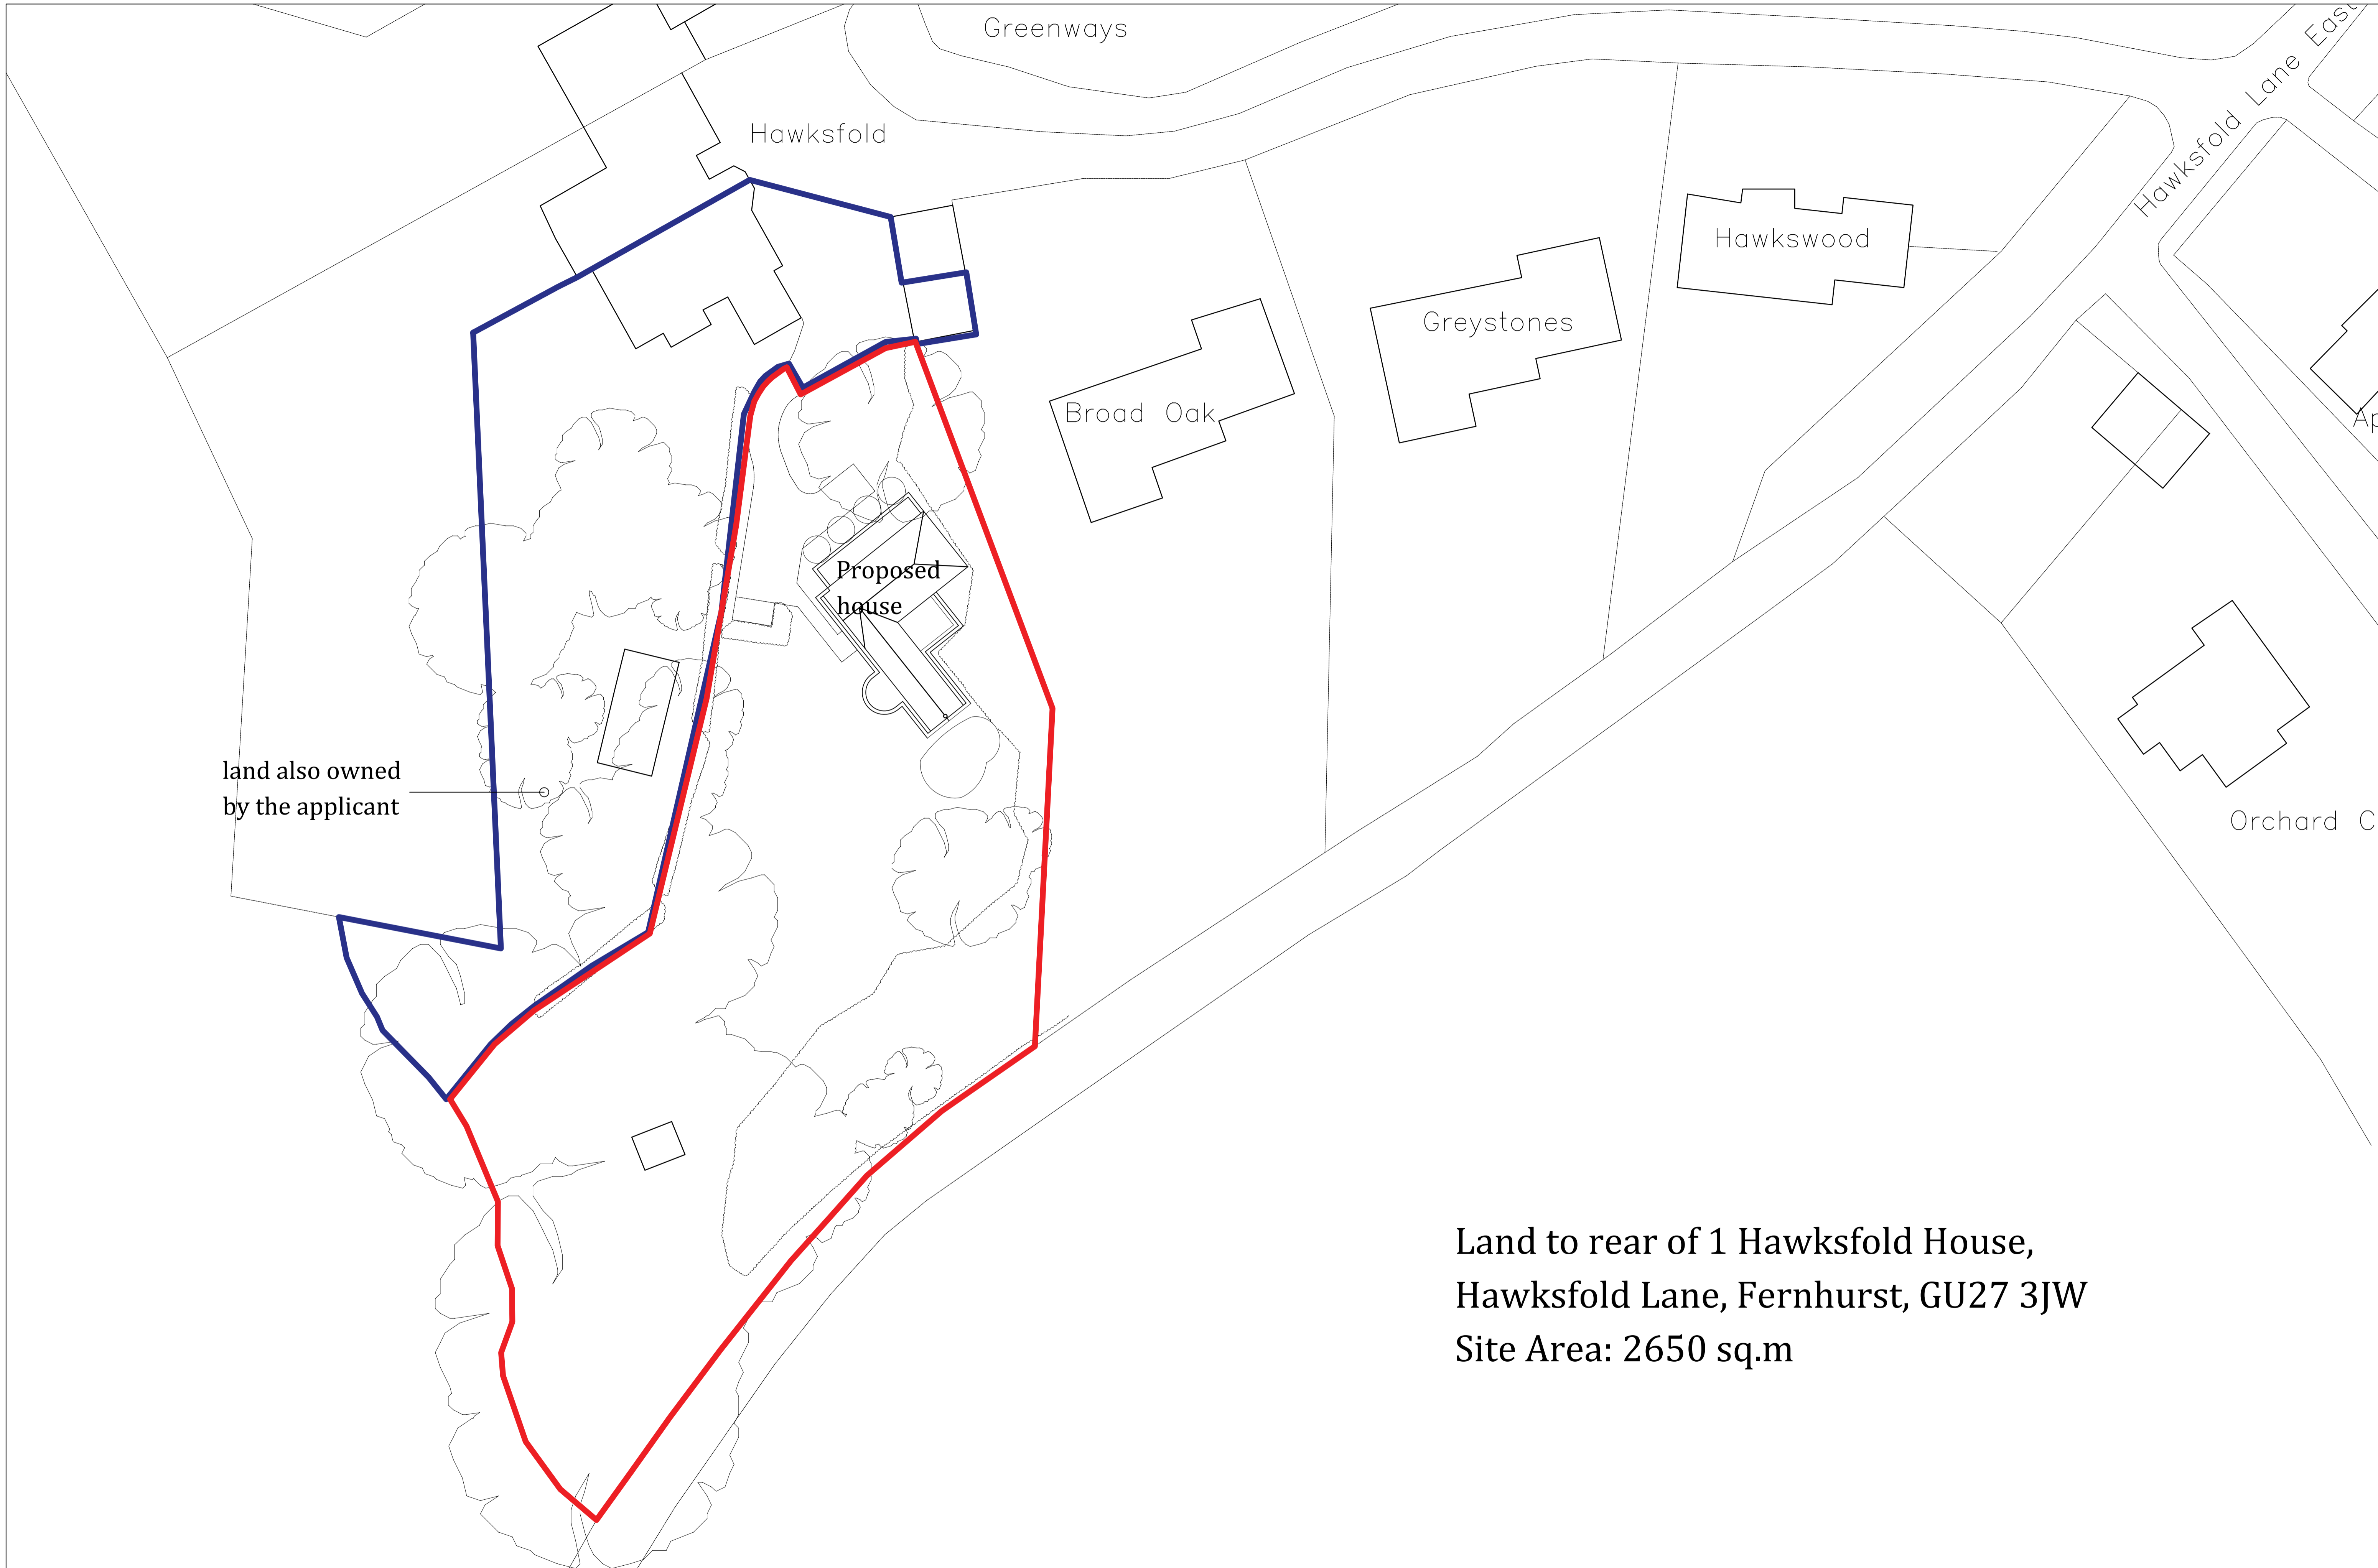 Greenways
Hawksfold Lane East
Hawksfold
Hawkswood
Greystones
Broad Oak
Proposed
house
land also owned
by the applicant
Orchard
Land to rear of 1 Hawksfold House,
Hawksfold Lane, Fernhurst, GU27 3JW
Site Area: 2650 sq.m